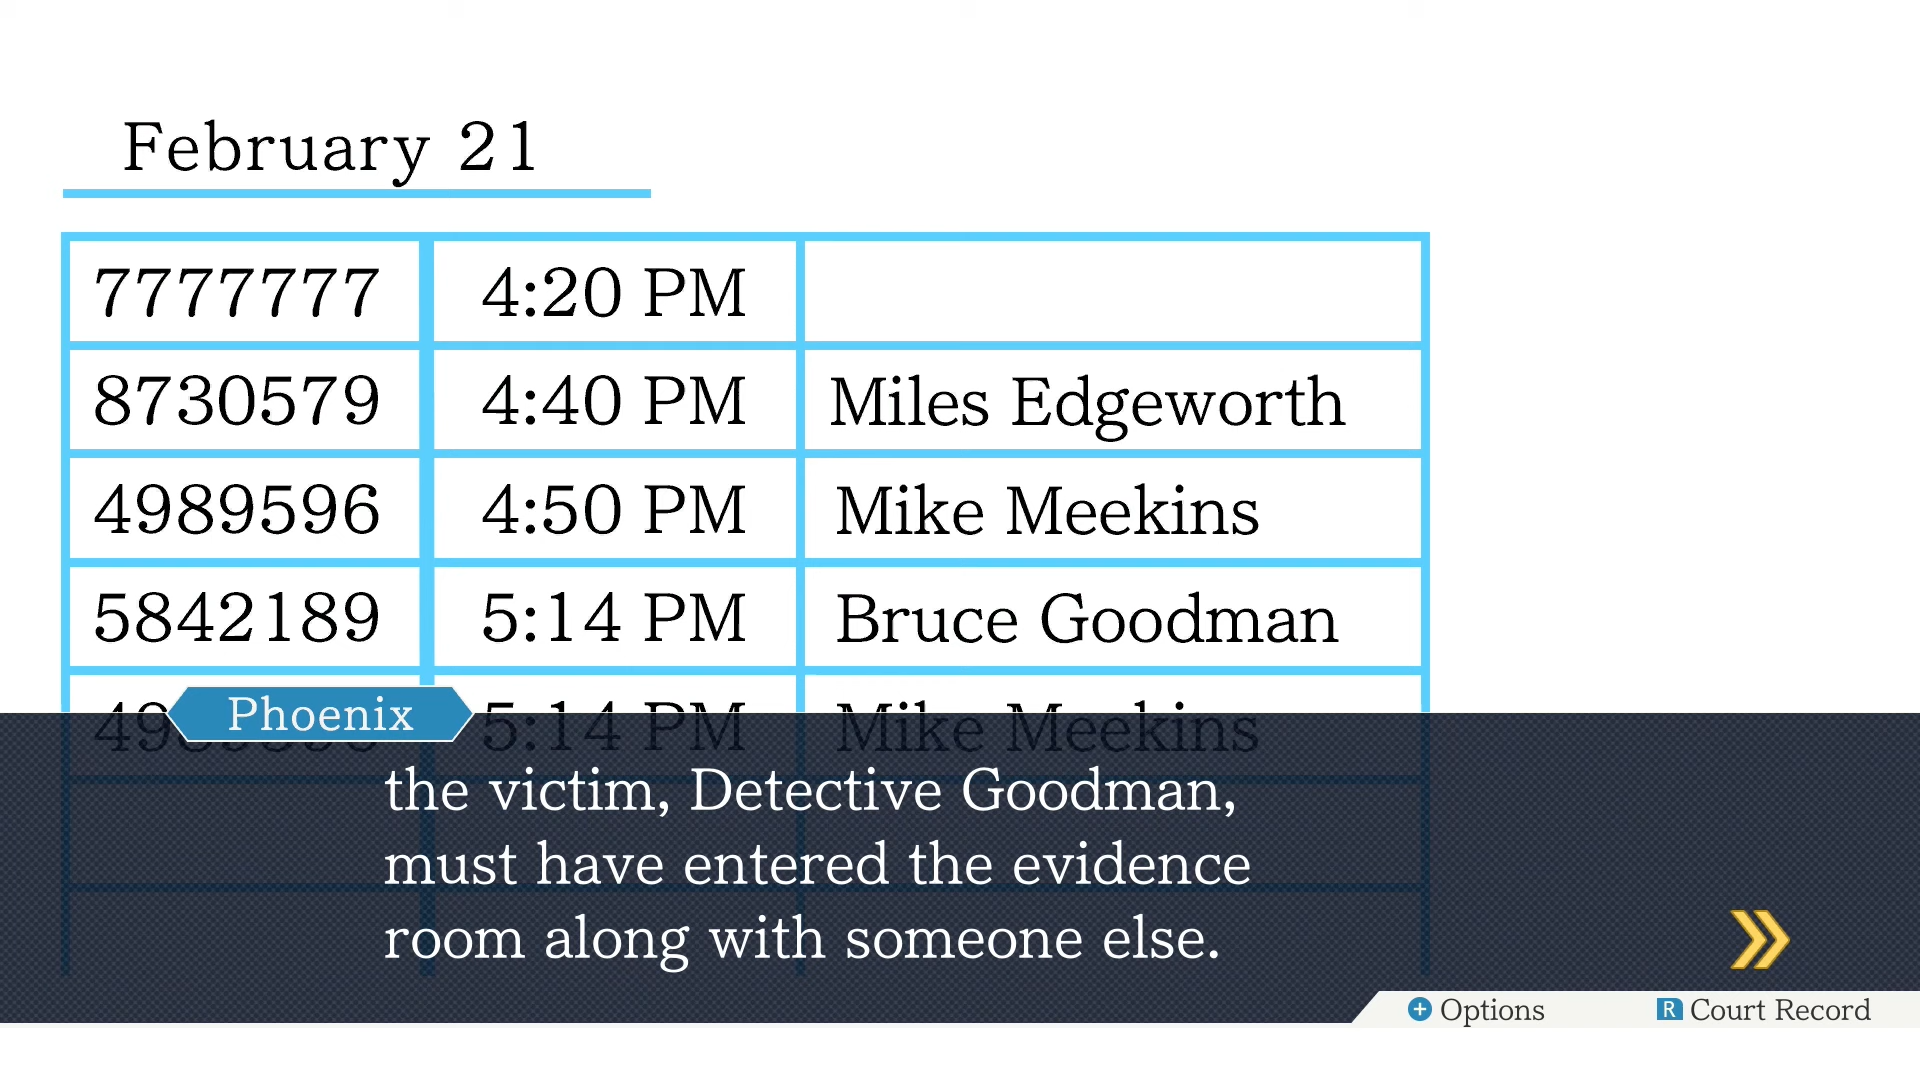 February 21
7777777 4:20 PM
8730579 4:40 PM Miles Edgeworth
4989596 4:50 PM Mike Meekins
5842189 5:14 PM Bruce Goodman
4989596 5:14 PM Mike Meekins
Phoenix
the victim, Detective Goodman,
must have entered the evidence
room along with someone else.
+ Options R Court Record